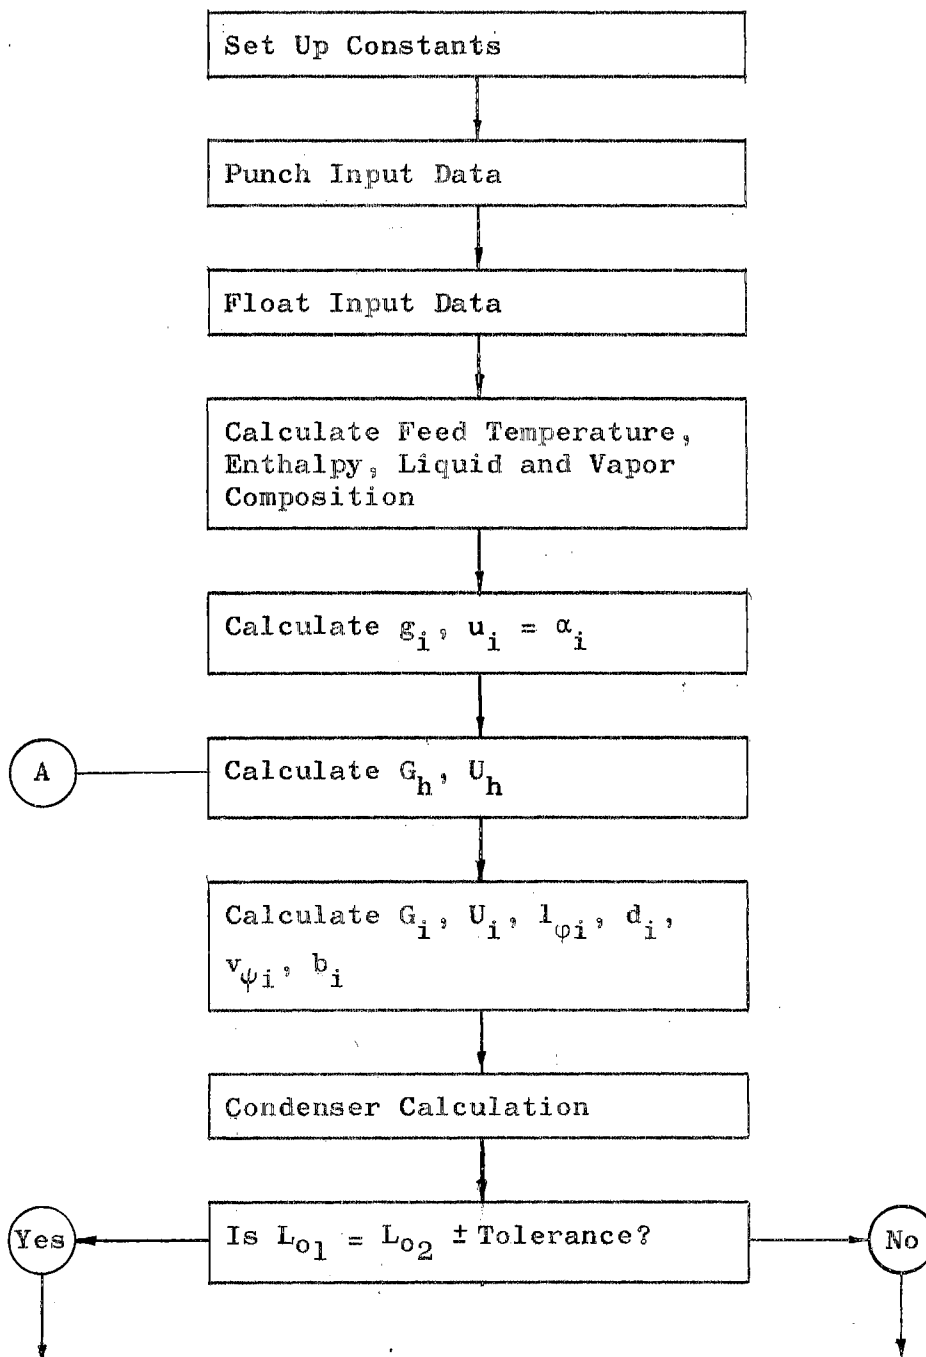 Set Up Constants
Punch Input Data
Float Input Data
Calculate Feed Temperature,
Enthalpy, Liquid and Vapor
Composition
Calculate g_i, u_i = α_i
A
Calculate G_h, U_h
Calculate G_i, U_i, l_φi, d_i,
v_ψi, b_i
Condenser Calculation
Yes
Is L_o1 = L_o2 ± Tolerance?
No